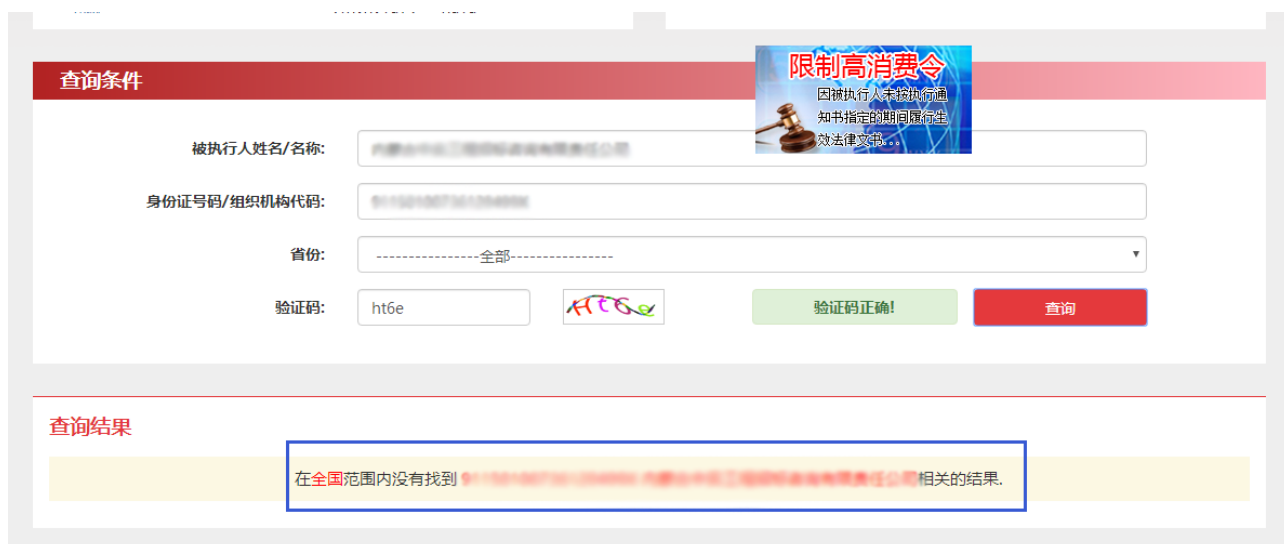 查询条件
限制高消费令
因被执行人未按执行通
知书指定的期间履行生
效法律文书...
被执行人姓名/名称:
身份证号码/组织机构代码:
省份:
----------------全部----------------
验证码:
ht6e
Ht6e
验证码正确!
查询
查询结果
在全国范围内没有找到
相关的结果.